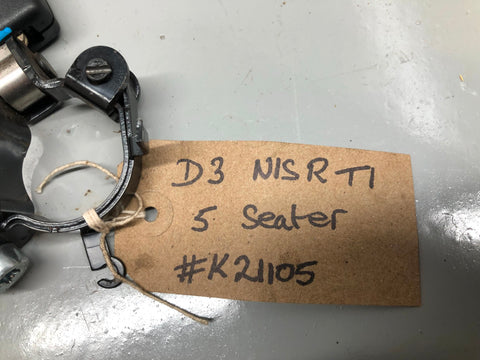 D3 NISR T1
5 Seater
#K21105